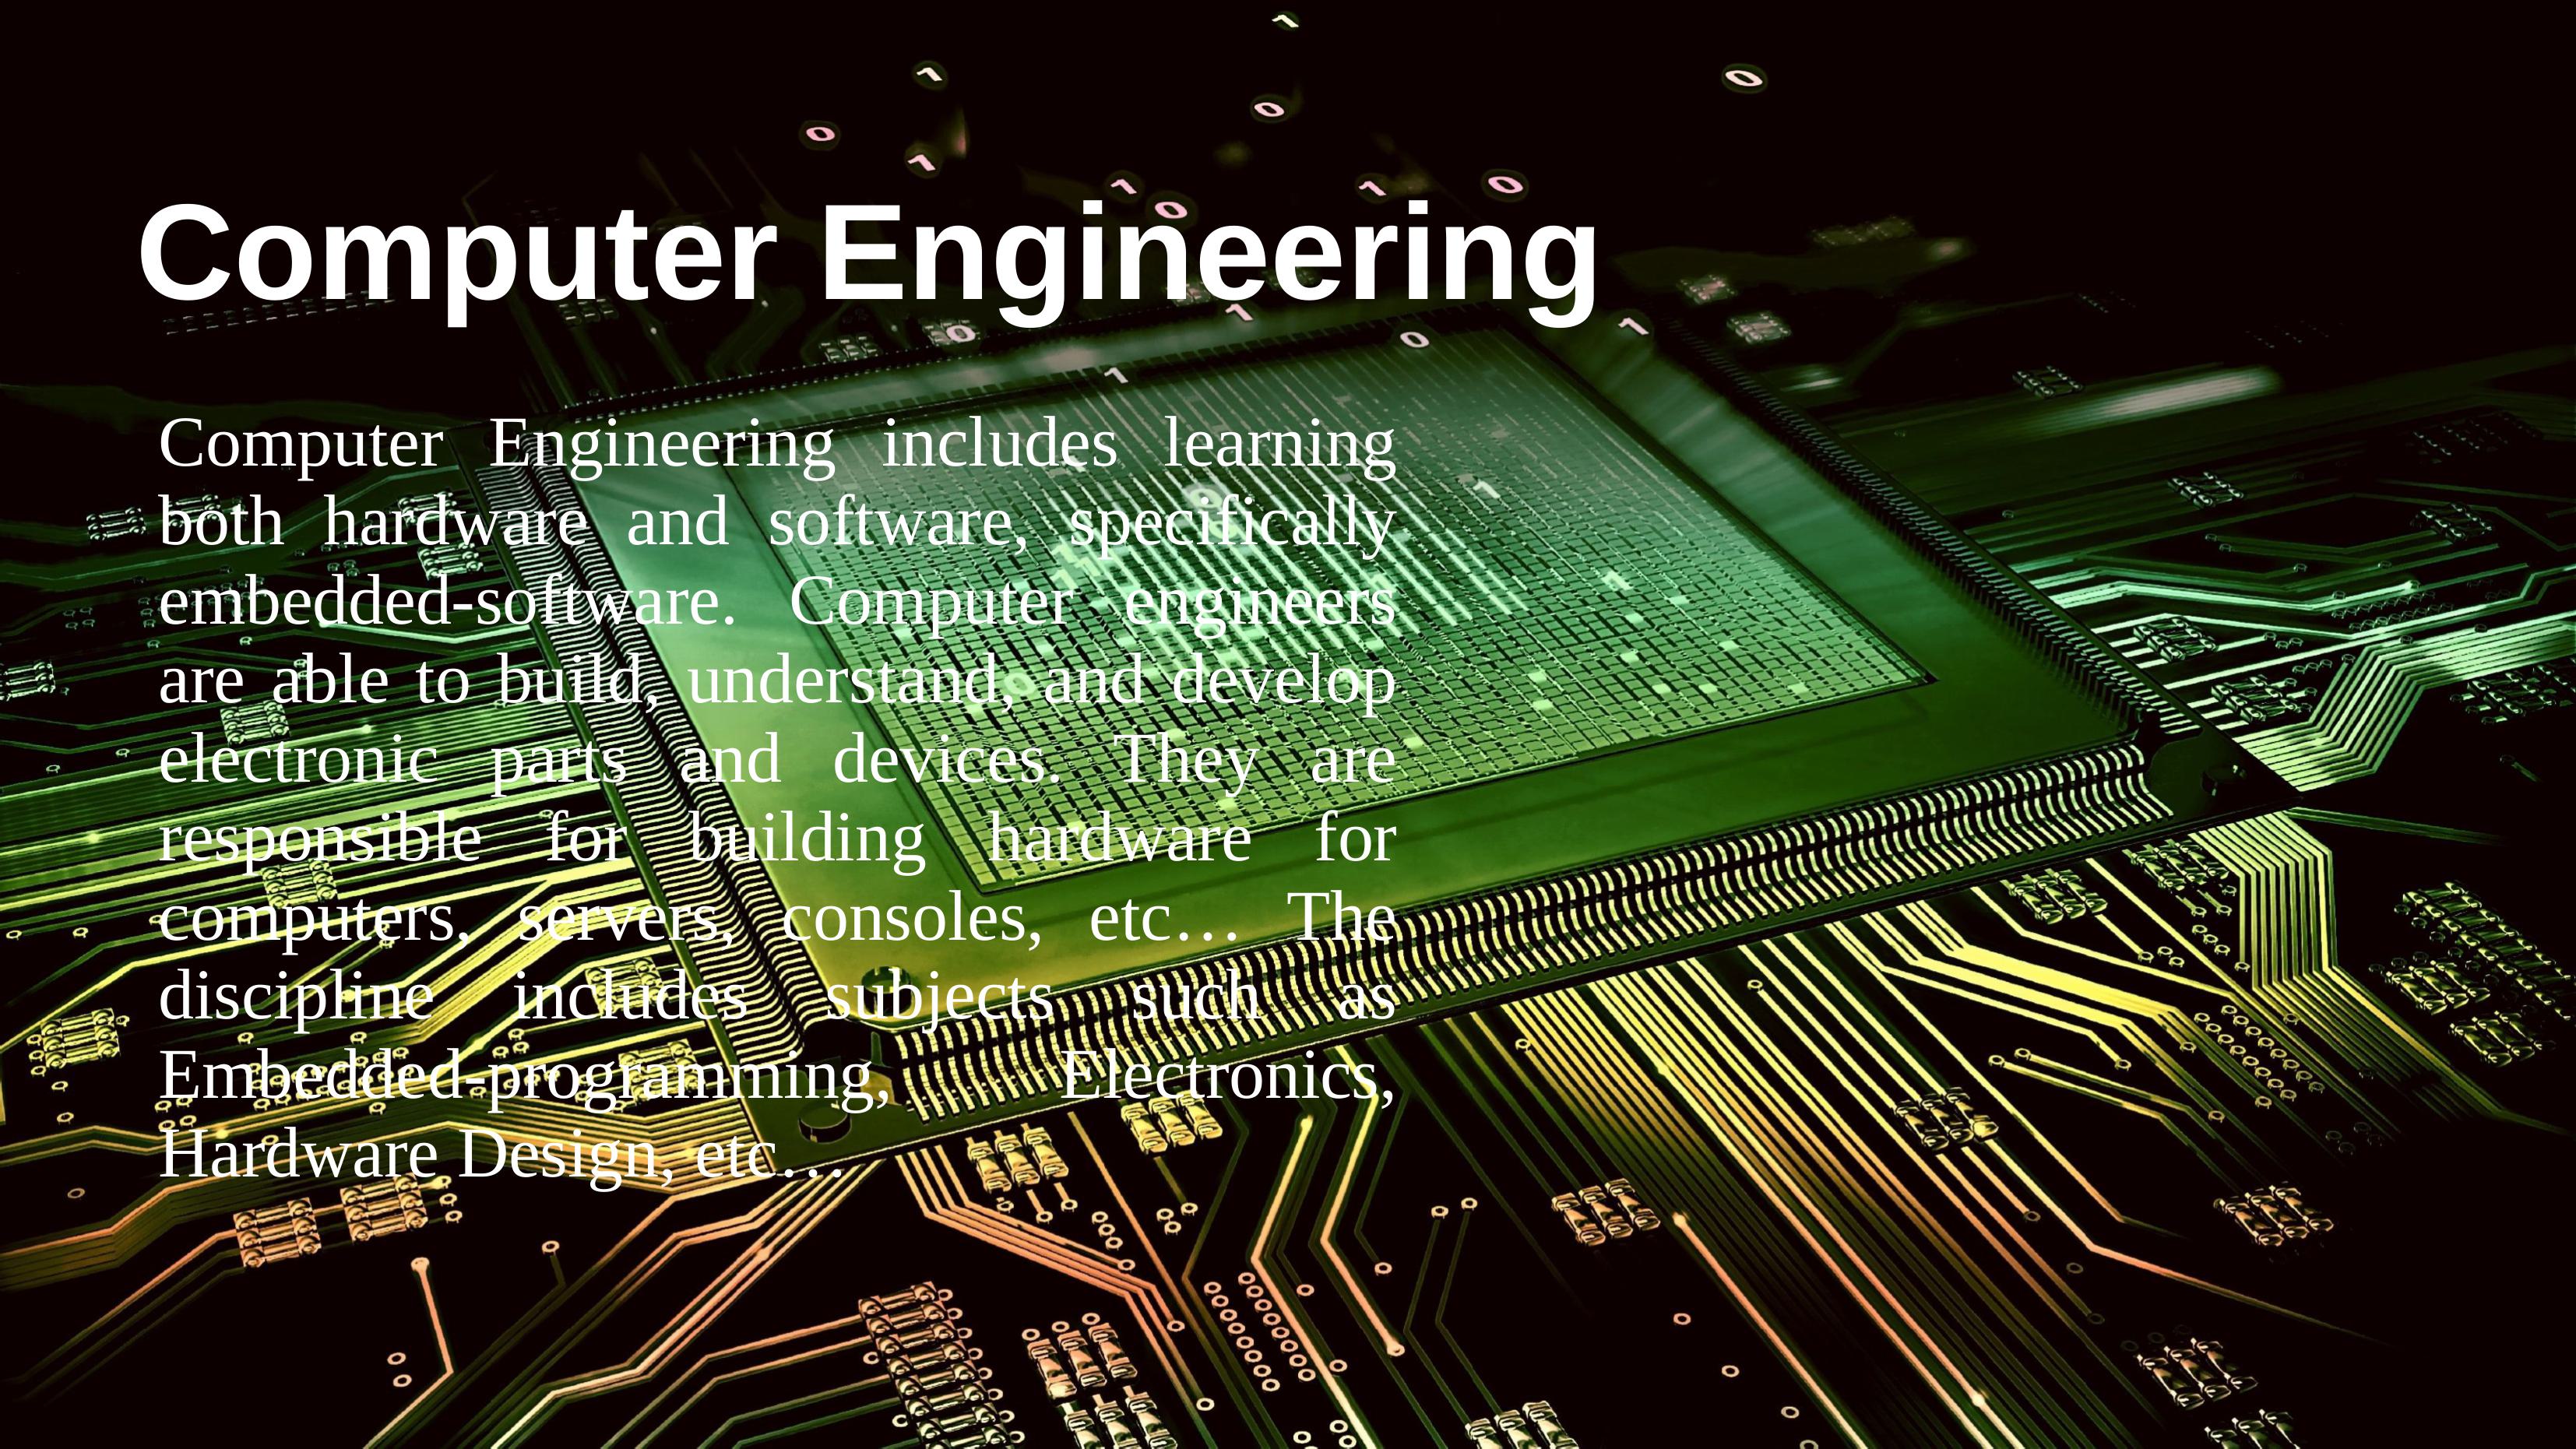 Computer Engineering
Computer Engineering includes learning
both hardware and software, specifically
embedded-software. Computer engineers
are able to build, understand, and develop
electronic parts and devices. They are
responsible for building hardware for
computers, servers, consoles, etc… The
discipline includes subjects such as
Embedded-programming, Electronics,
Hardware Design, etc…